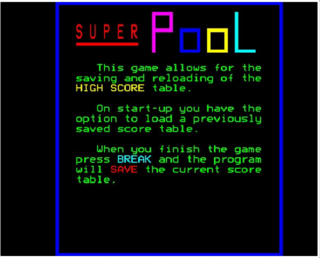 SUPER POOL
This game allows for the
saving and reloading of the
HIGH SCORE table.
On start-up you have the
option to load a previously
saved score table.
When you finish the game
press BREAK and the program
will SAVE the current score
table.